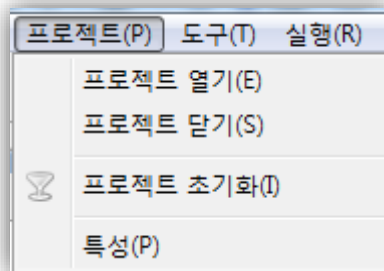 프로젝트(P) 도구(T) 실행(R)
프로젝트 열기(E)
프로젝트 닫기(S)
프로젝트 초기화(I)
특성(P)